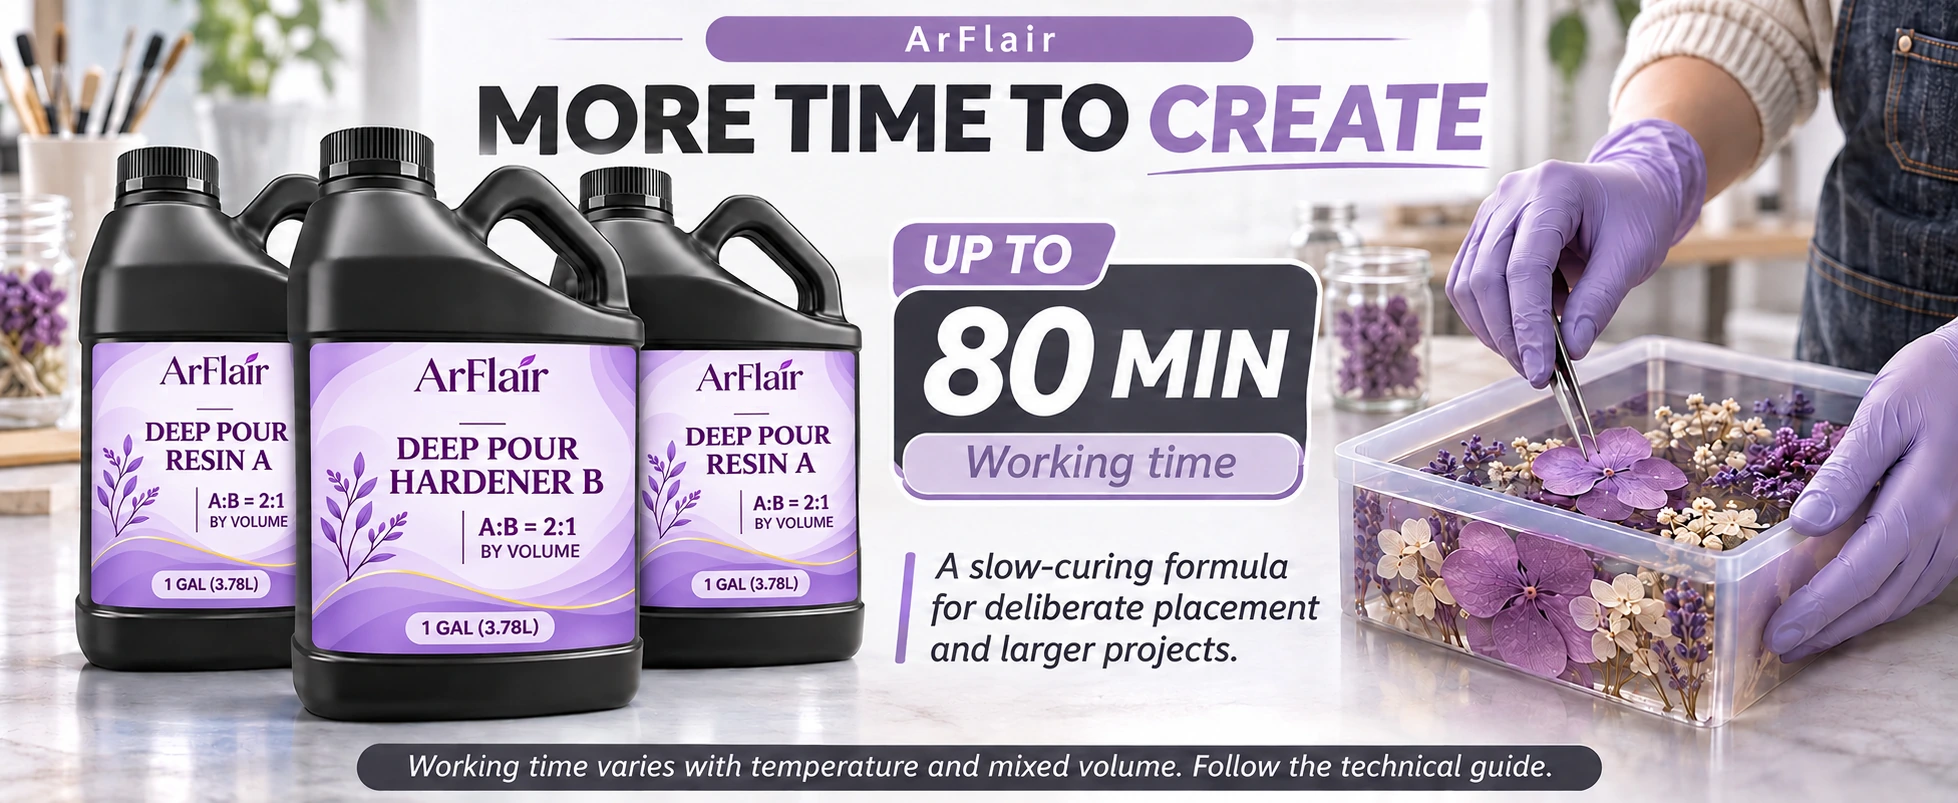 ArFlair
MORE TIME TO CREATE
UP TO
80 MIN
Working time
A slow-curing formula
for deliberate placement
and larger projects.
ArFlair
DEEP POUR
RESIN A
A:B = 2:1
BY VOLUME
1 GAL (3.78L)
ArFlair
DEEP POUR
HARDENER B
A:B = 2:1
BY VOLUME
1 GAL (3.78L)
ArFlair
DEEP POUR
RESIN A
A:B = 2:1
BY VOLUME
1 GAL (3.78L)
Working time varies with temperature and mixed volume. Follow the technical guide.